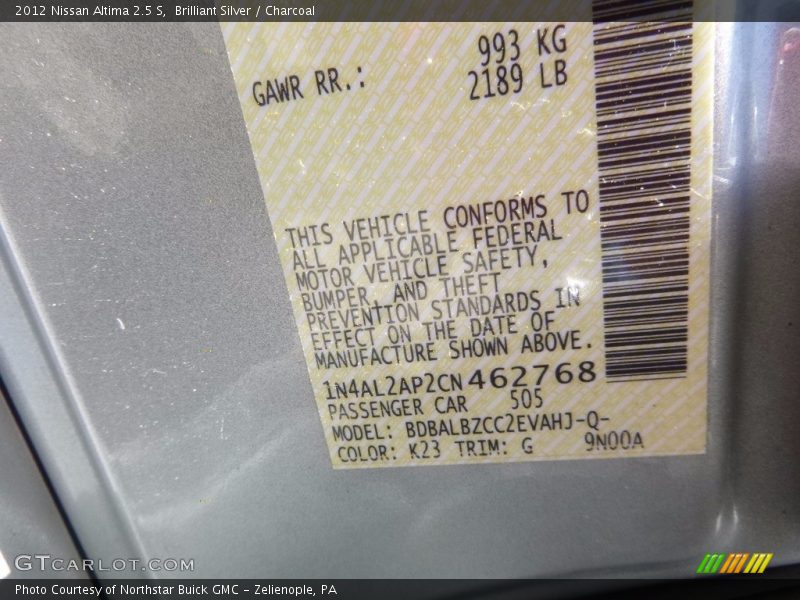 2012 Nissan Altima 2.5 S, Brilliant Silver / Charcoal
993 KG
GAWR RR.: 2189 LB
THIS VEHICLE CONFORMS TO
ALL APPLICABLE FEDERAL
MOTOR VEHICLE SAFETY,
BUMPER, AND THEFT
PREVENTION STANDARDS IN
EFFECT ON THE DATE OF
MANUFACTURE SHOWN ABOVE.
1N4AL2AP2CN462768
PASSENGER CAR 505
MODEL: BDBALBZCC2EVAHJ-Q-
COLOR: K23 TRIM: G 9N00A
GTCARLOT.COM
Photo Courtesy of Northstar Buick GMC - Zelienople, PA